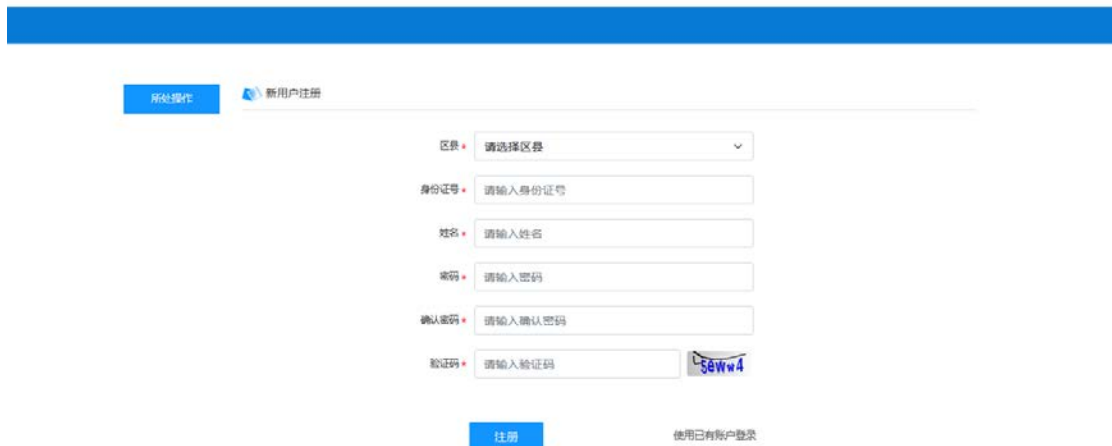 所处操作
新用户注册
区县* 请选择区县
身份证号* 请输入身份证号
姓名* 请输入姓名
密码* 请输入密码
确认密码* 请输入确认密码
验证码* 请输入验证码 5eww4
注册 使用已有账户登录